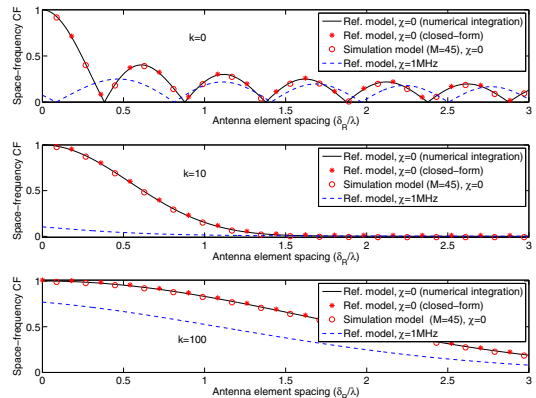 Space−frequency CF
1
0.5
0
k=0
Ref. model, χ=0 (numerical integration)
Ref. model, χ=0 (closed−form)
Simulation model (M=45), χ=0
Ref. model, χ=1MHz
0 0.5 1 1.5 2 2.5 3
Antenna element spacing (δR/λ)
Space−frequency CF
1
0.5
0
k=10
Ref. model, χ=0 (numerical integration)
Ref. model, χ=0 (closed−form)
Simulation model (M=45), χ=0
Ref. model, χ=1MHz
0 0.5 1 1.5 2 2.5 3
Antenna element spacing (δR/λ)
Space−frequency CF
1
0.5
0
k=100
Ref. model, χ=0 (numerical integration)
Ref. model, χ=0 (closed−form)
Simulation model (M=45), χ=0
Ref. model, χ=1MHz
0 0.5 1 1.5 2 2.5 3
Antenna element spacing (δR/λ)